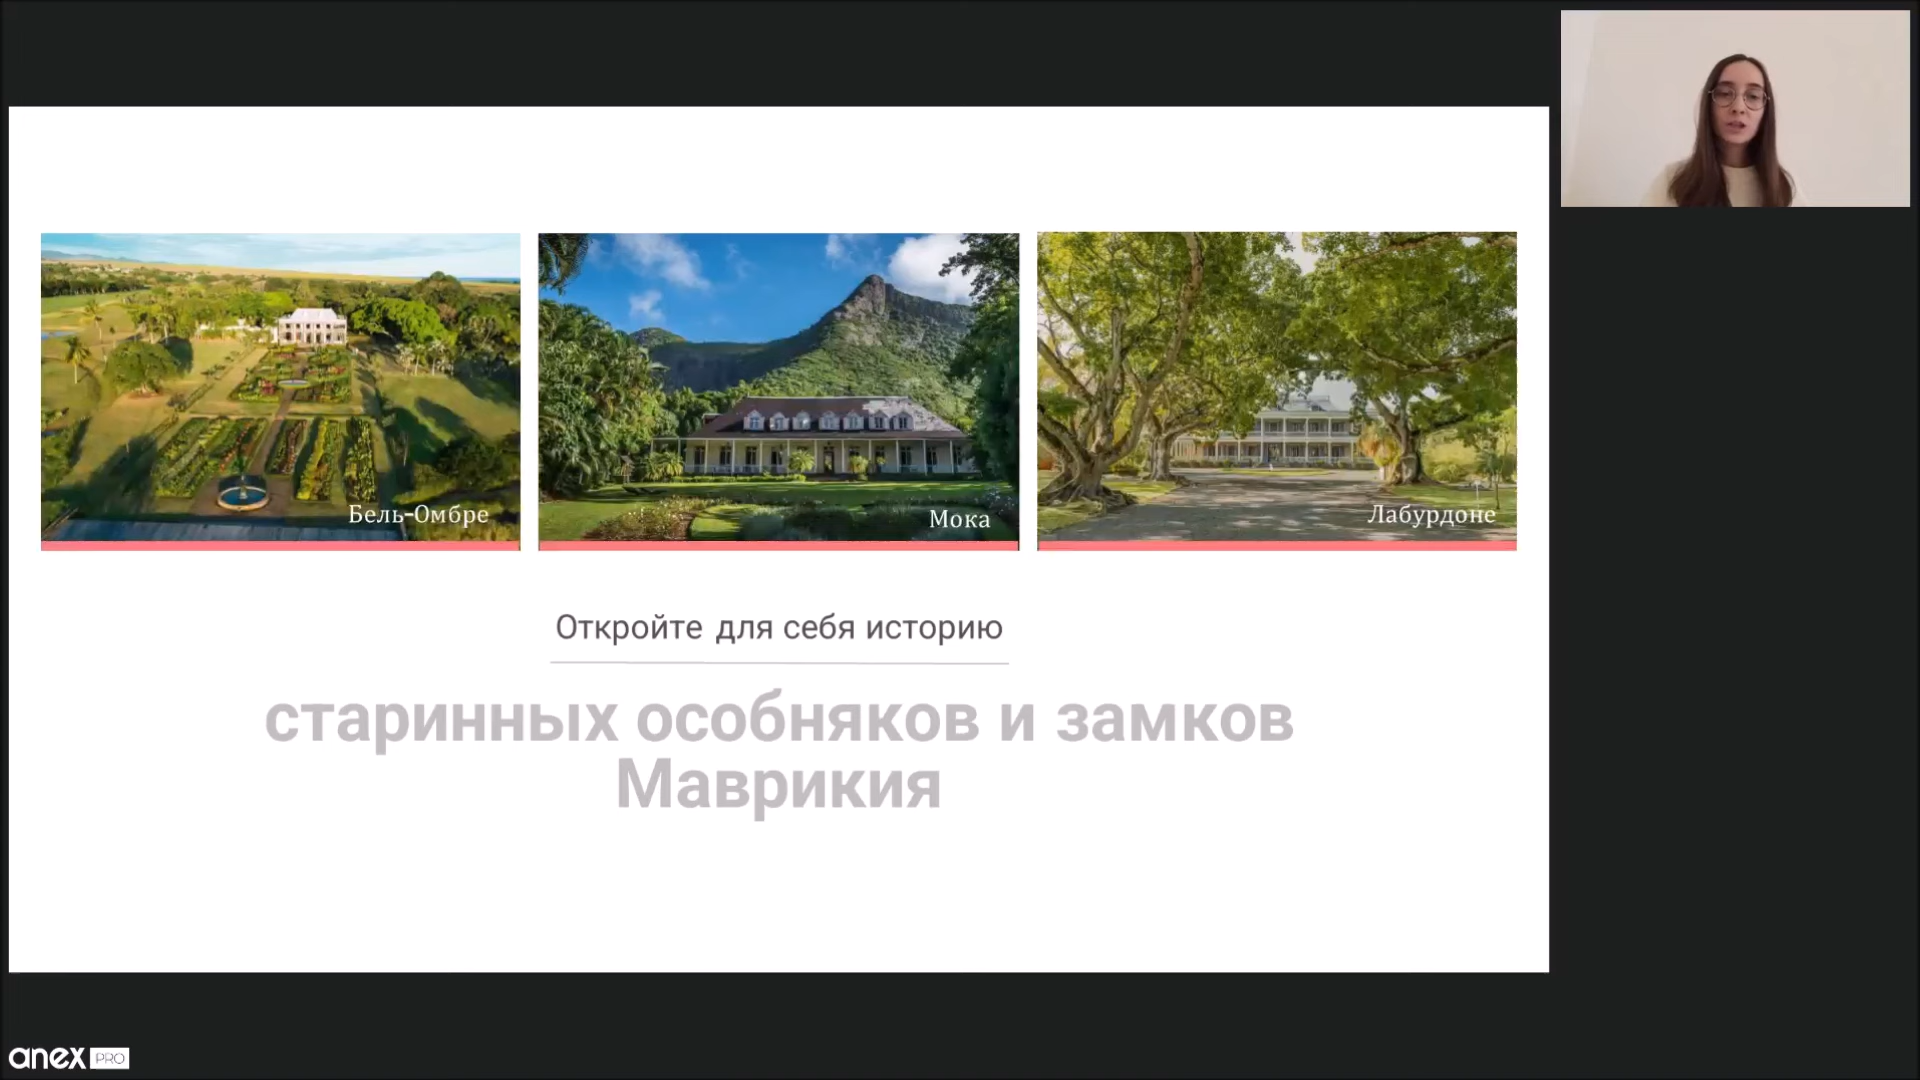 Бель-Омбре
Мока
Лабурдоне
Откройте для себя историю
старинных особняков и замков
Маврикия
anex PRO